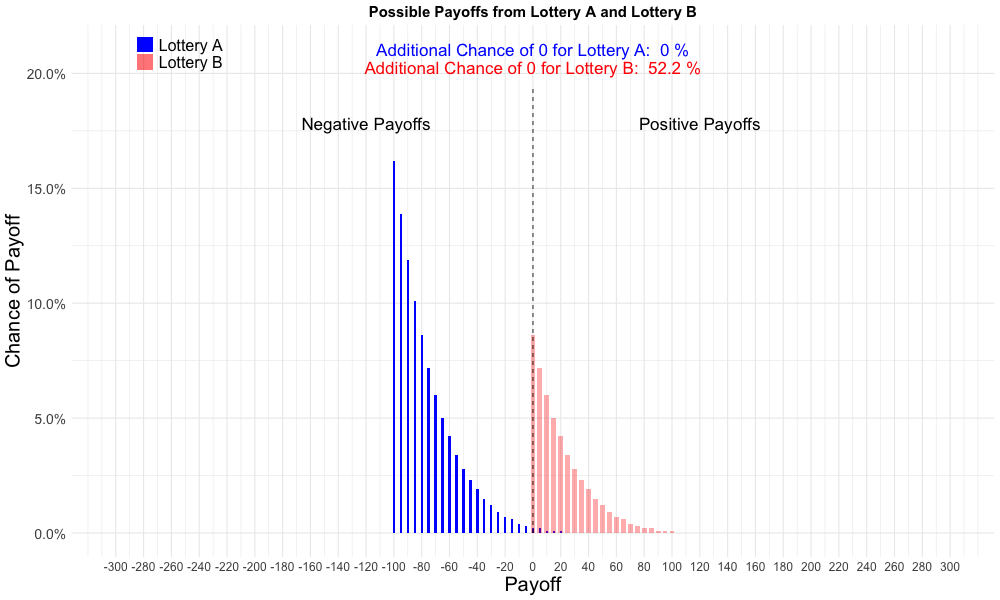 Possible Payoffs from Lottery A and Lottery B
Lottery A
Lottery B
Additional Chance of 0 for Lottery A:  0 %
Additional Chance of 0 for Lottery B:  52.2 %
Negative Payoffs
Positive Payoffs
Chance of Payoff
20.0%
15.0%
10.0%
5.0%
0.0%
-300 -280 -260 -240 -220 -200 -180 -160 -140 -120 -100 -80 -60 -40 -20 0 20 40 60 80 100 120 140 160 180 200 220 240 260 280 300
Payoff